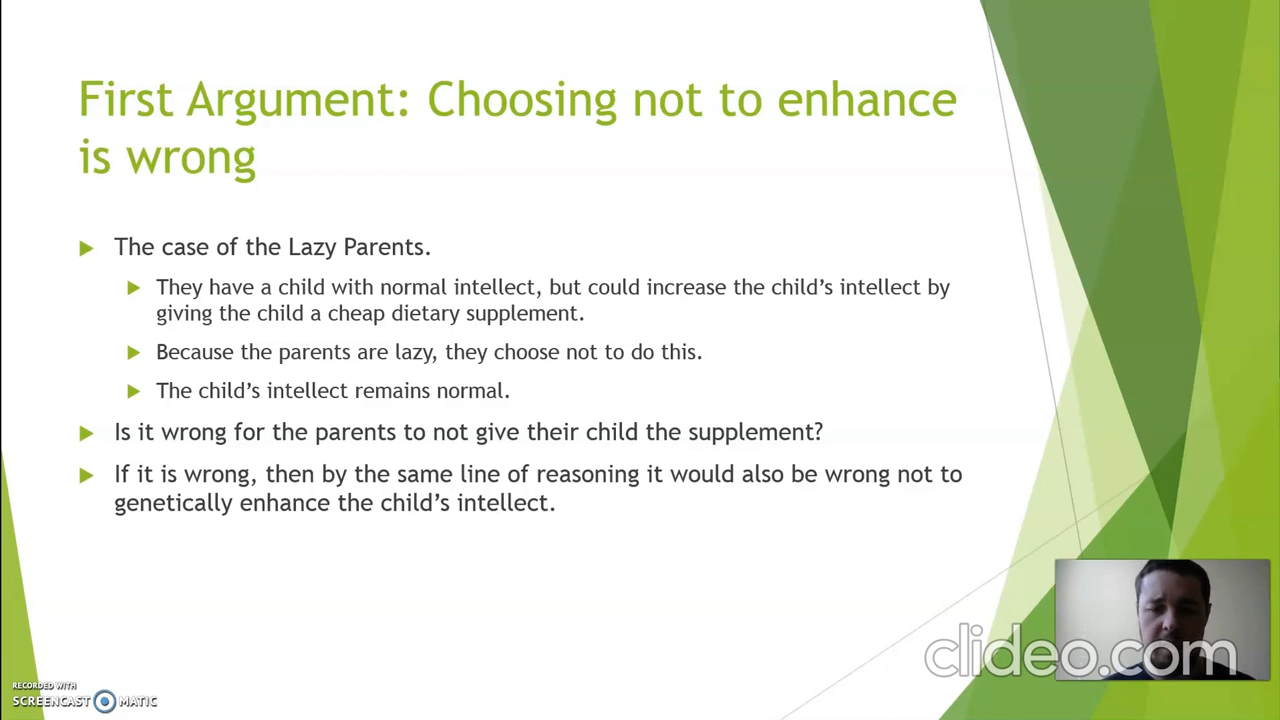 First Argument: Choosing not to enhance
is wrong
The case of the Lazy Parents.
They have a child with normal intellect, but could increase the child's intellect by
giving the child a cheap dietary supplement.
Because the parents are lazy, they choose not to do this.
The child's intellect remains normal.
Is it wrong for the parents to not give their child the supplement?
If it is wrong, then by the same line of reasoning it would also be wrong not to
genetically enhance the child's intellect.
clideo.com
RECORDED WITH
SCREENCAST MATIC